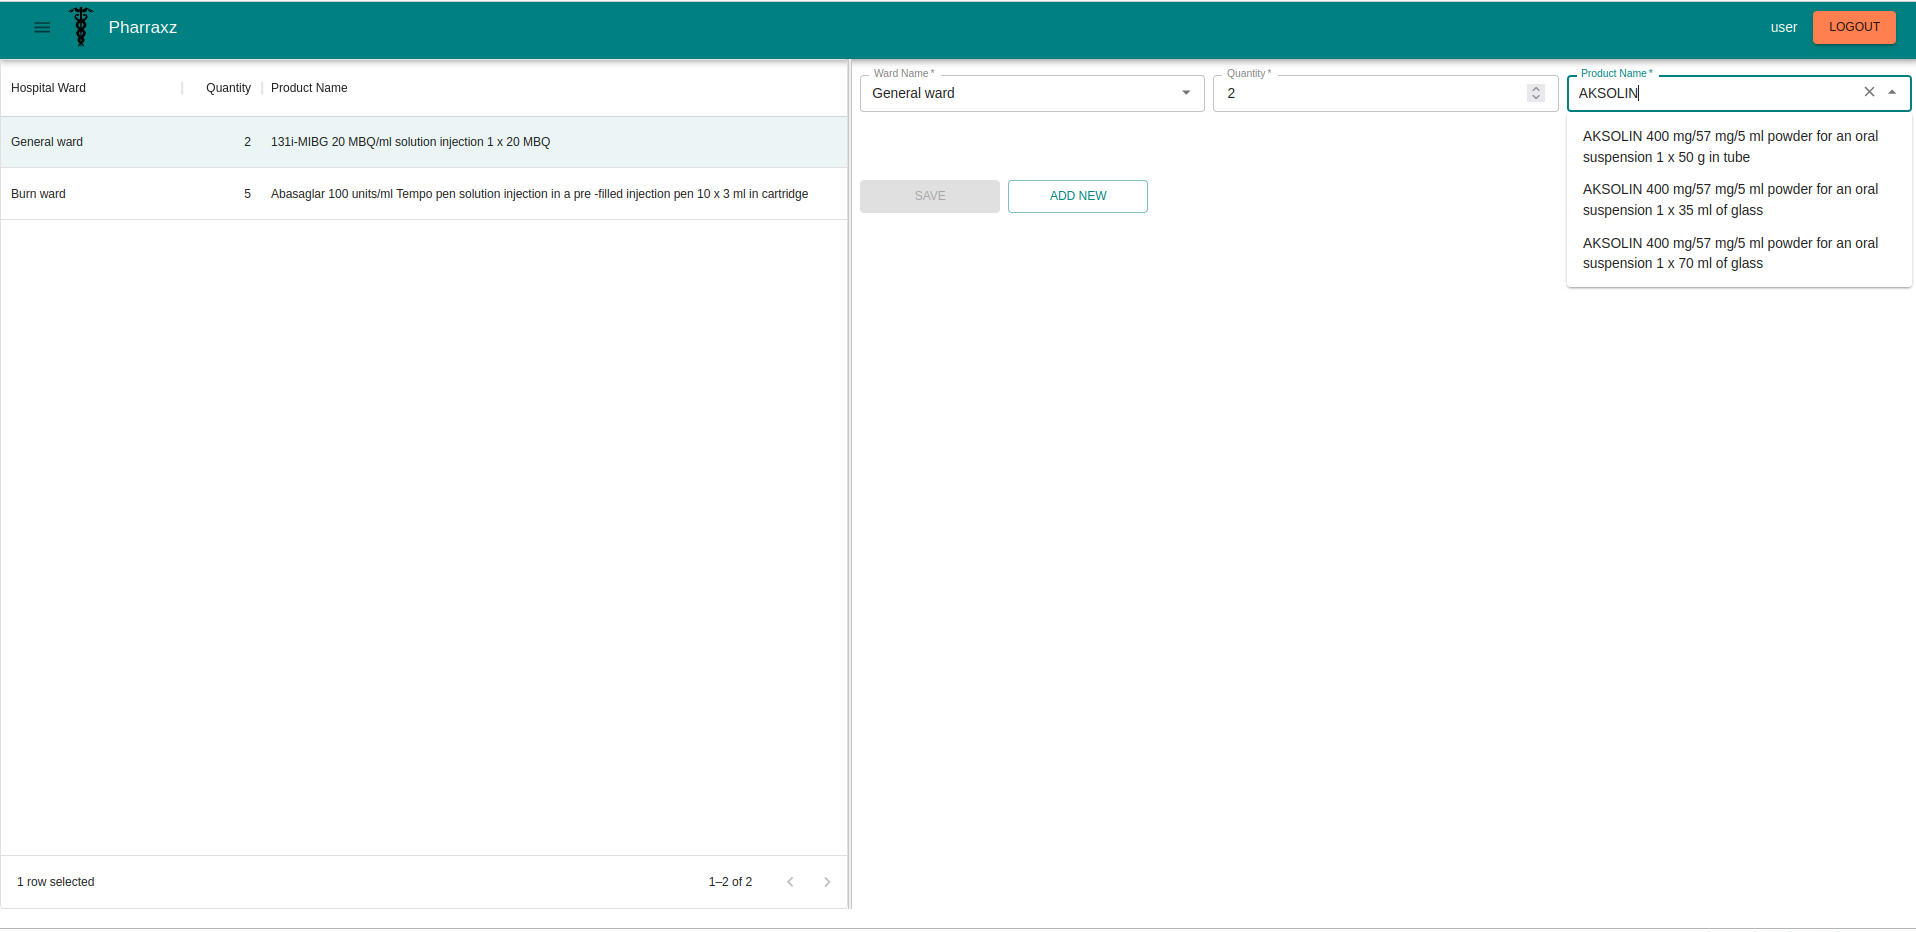 Pharraxz
user
LOGOUT
Hospital Ward
Quantity
Product Name
General ward
2
131i-MIBG 20 MBQ/ml solution injection 1 x 20 MBQ
Burn ward
5
Abasaglar 100 units/ml Tempo pen solution injection in a pre -filled injection pen 10 x 3 ml in cartridge
1 row selected
1–2 of 2
Ward Name *
General ward
Quantity *
2
Product Name *
AKSOLIN
AKSOLIN 400 mg/57 mg/5 ml powder for an oral
suspension 1 x 50 g in tube
AKSOLIN 400 mg/57 mg/5 ml powder for an oral
suspension 1 x 35 ml of glass
AKSOLIN 400 mg/57 mg/5 ml powder for an oral
suspension 1 x 70 ml of glass
SAVE
ADD NEW